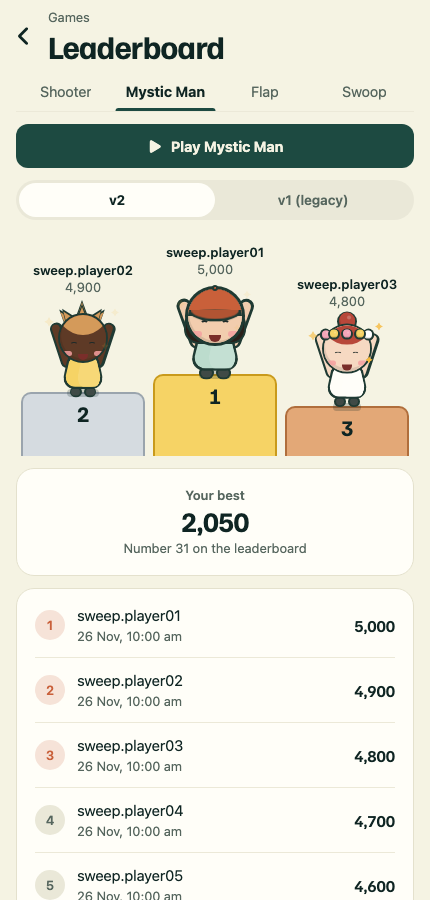 Games
Leaderboard
Shooter Mystic Man Flap Swoop
Play Mystic Man
v2 v1 (legacy)
sweep.player01
5,000
sweep.player02
4,900
sweep.player03
4,800
1
2
3
Your best
2,050
Number 31 on the leaderboard
1 sweep.player01 5,000
26 Nov, 10:00 am
2 sweep.player02 4,900
26 Nov, 10:00 am
3 sweep.player03 4,800
26 Nov, 10:00 am
4 sweep.player04 4,700
26 Nov, 10:00 am
5 sweep.player05 4,600
26 Nov, 10:00 am